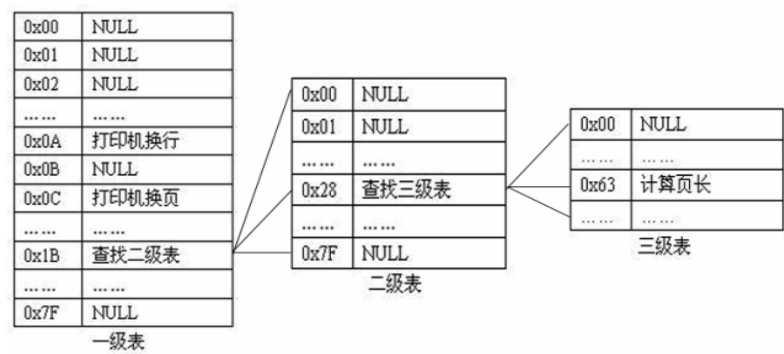 0x00 NULL
0x01 NULL
0x02 NULL
…… ……
0x0A 打印机换行
0x0B NULL
0x0C 打印机换页
…… ……
0x1B 查找二级表
…… ……
0x7F NULL
一级表
0x00 NULL
0x01 NULL
…… ……
0x28 查找三级表
…… ……
0x7F NULL
二级表
0x00 NULL
…… ……
0x63 计算页长
…… ……
三级表